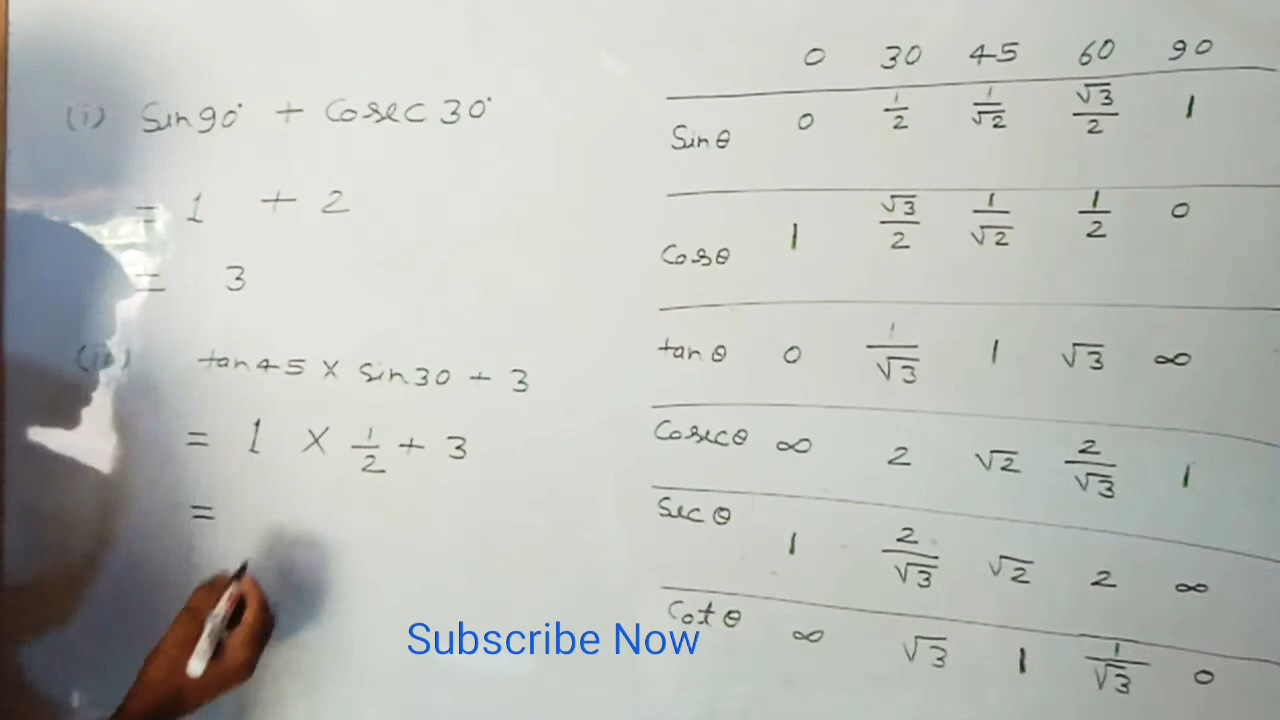 (i) Sin90° + Cosec 30°
= 1 + 2
= 3
(ii) tan45 × sin30 + 3
= 1 × 1/2 + 3
=
0 30 45 60 90
Sinθ 0 1/2 1/√2 √3/2 1
Cosθ 1 √3/2 1/√2 1/2 0
tanθ 0 1/√3 1 √3 ∞
Cosecθ ∞ 2 √2 2/√3 1
Secθ 1 2/√3 √2 2 ∞
Cotθ ∞ √3 1 1/√3 0
Subscribe Now